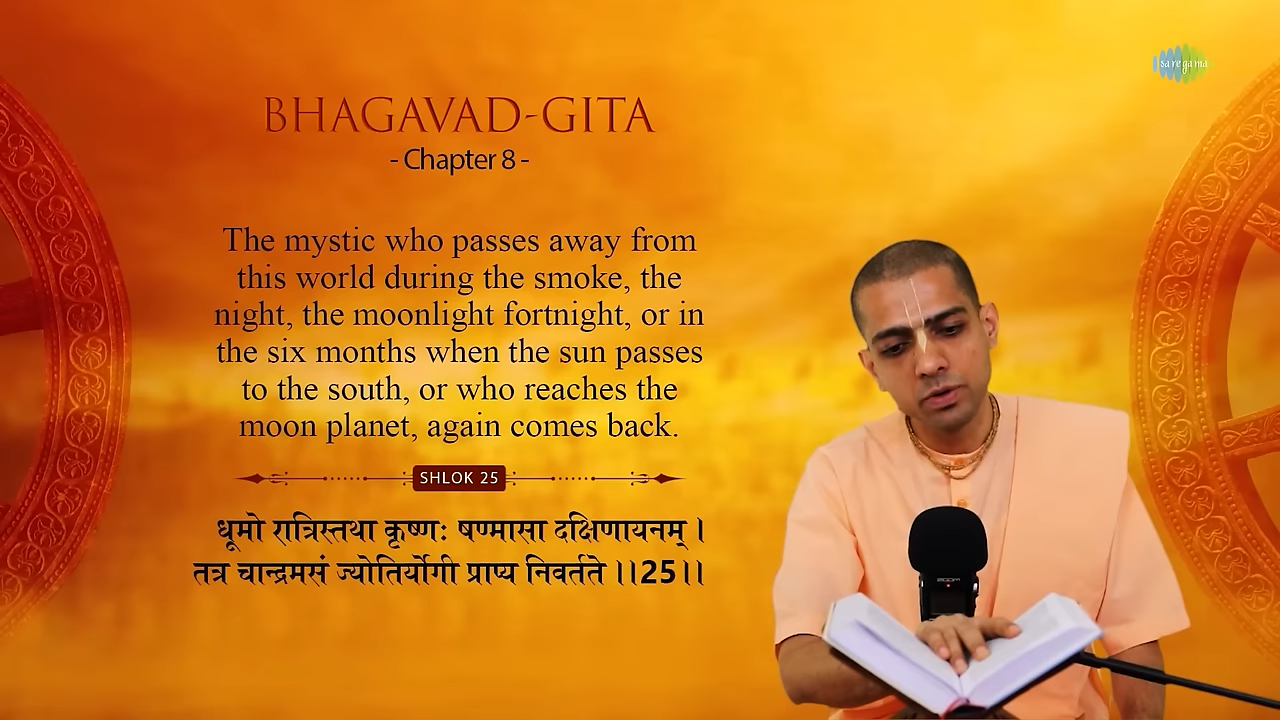 saregama
BHAGAVAD-GITA
- Chapter 8 -
The mystic who passes away from
this world during the smoke, the
night, the moonlight fortnight, or in
the six months when the sun passes
to the south, or who reaches the
moon planet, again comes back.
SHLOK 25
धूमो रात्रिस्तथा कृष्णः षण्मासा दक्षिणायनम् ।
तत्र चान्द्रमसं ज्योतिर्योगी प्राप्य निवर्तते ।।25।।
zoom